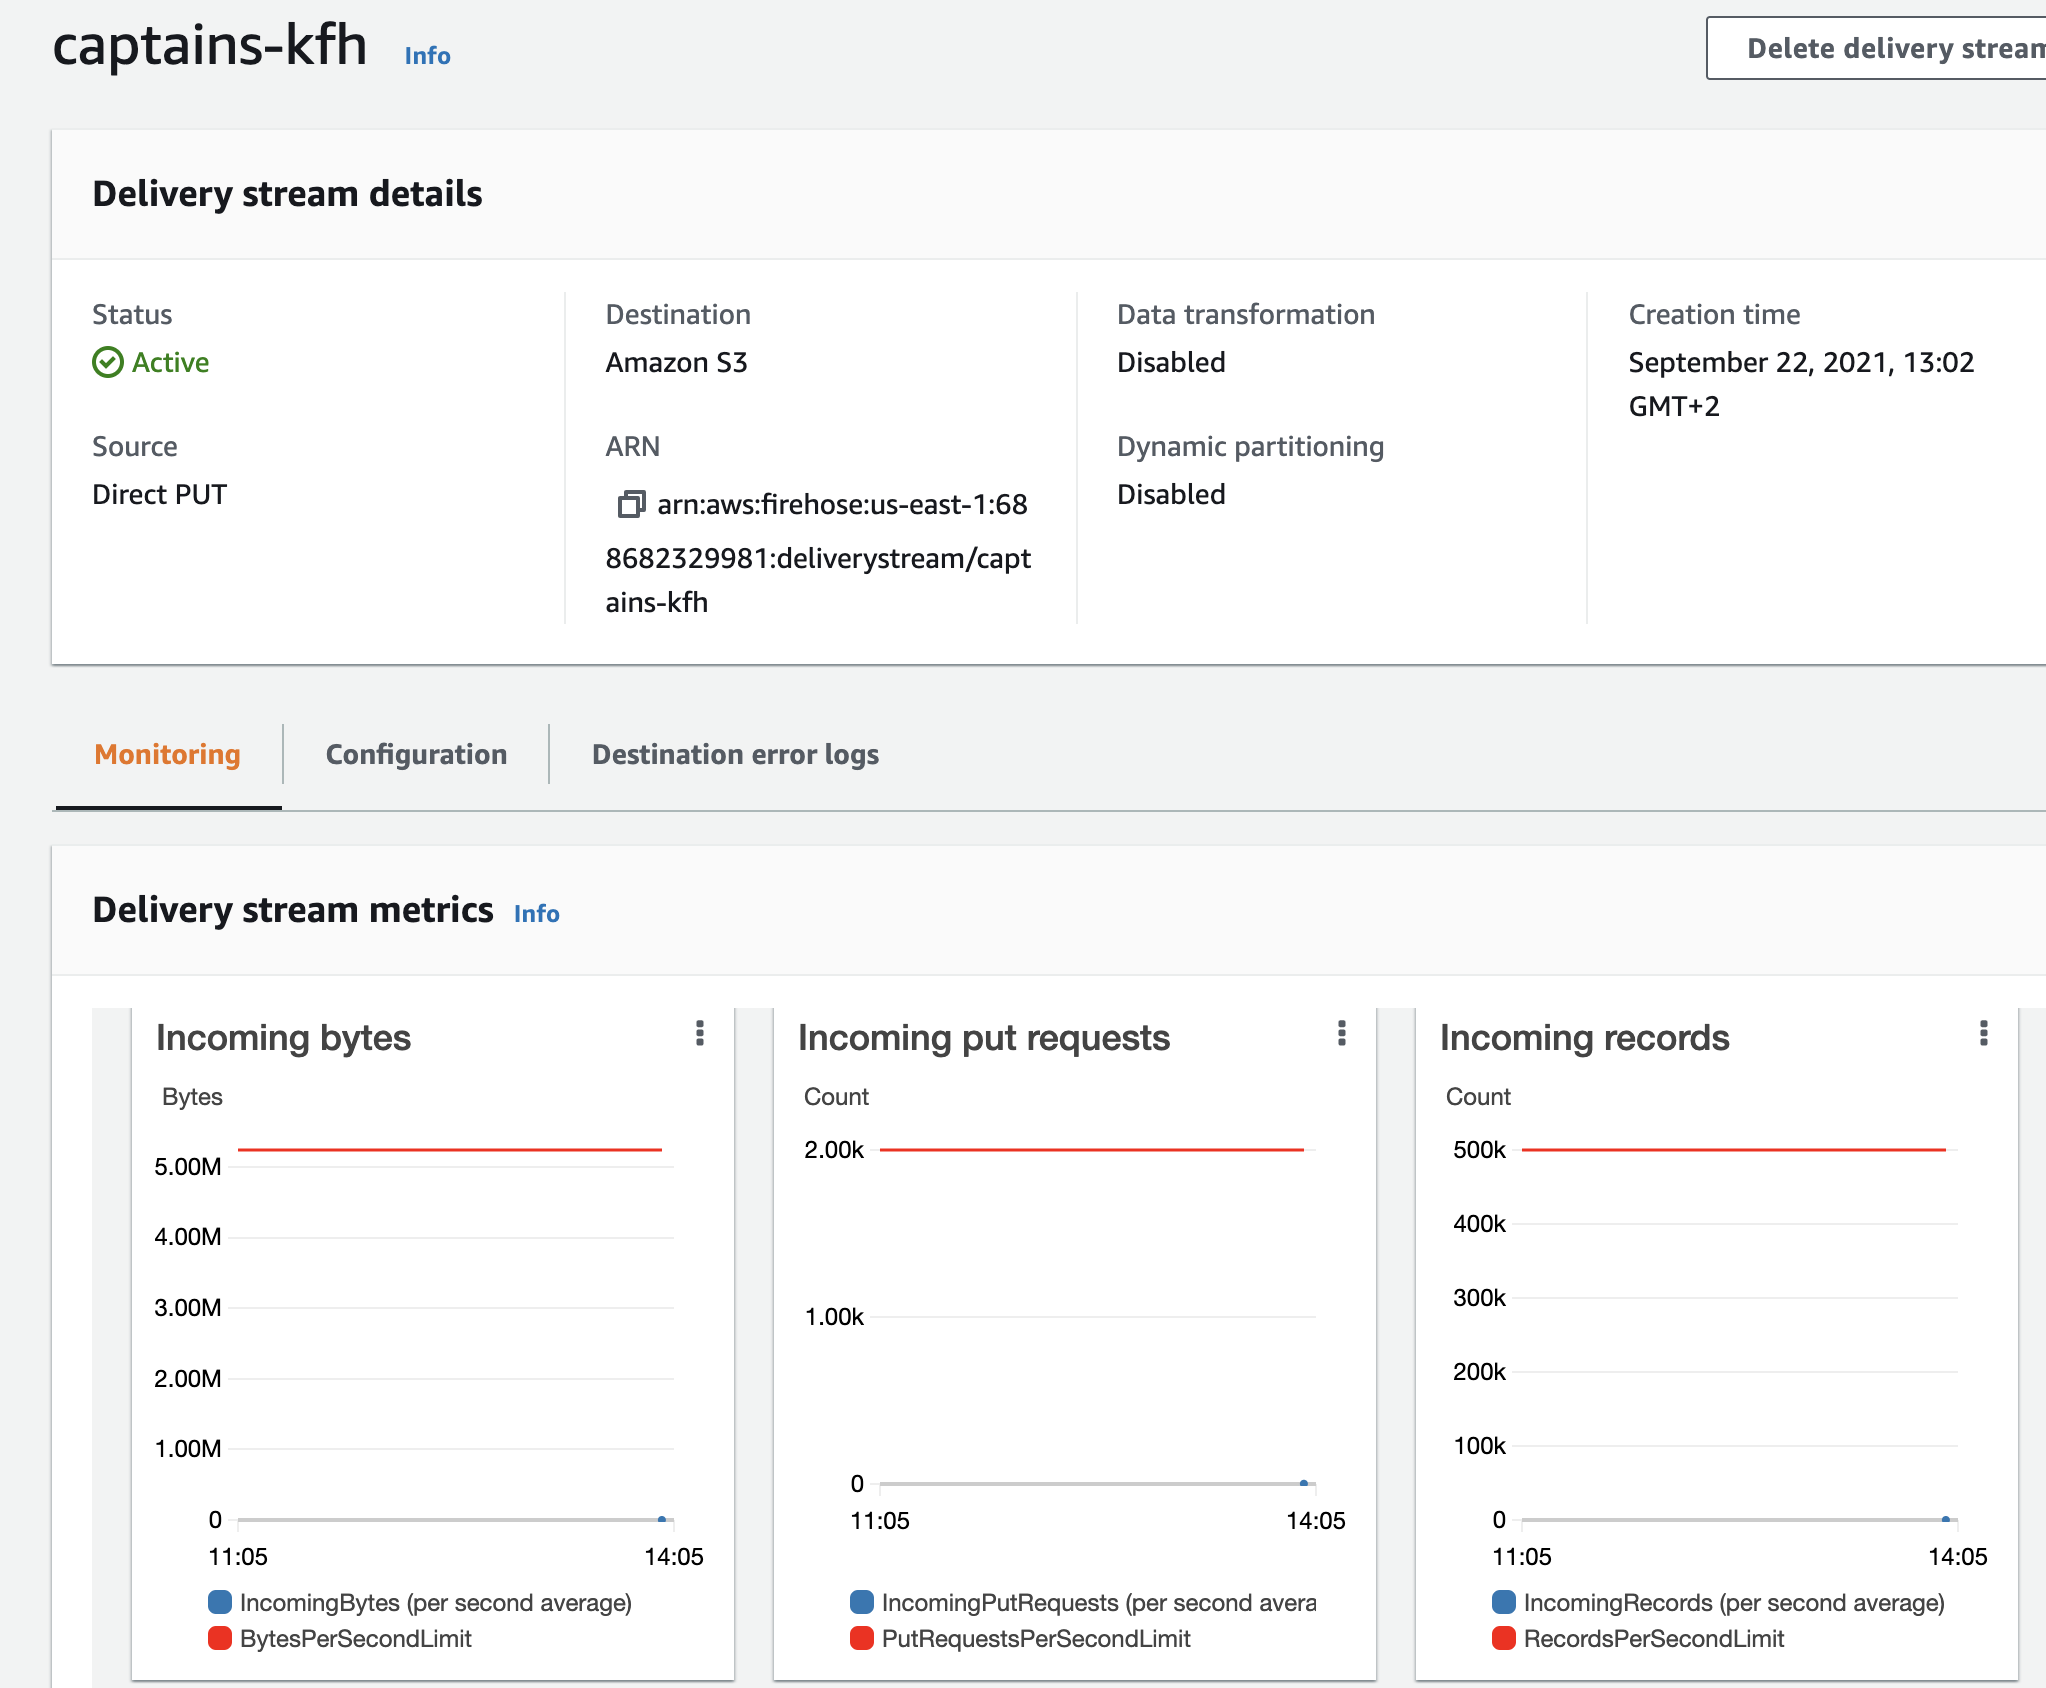 captains-kfh Info
Delete delivery stream
Delivery stream details
Status
Active
Source
Direct PUT
Destination
Amazon S3
ARN
arn:aws:firehose:us-east-1:68
8682329981:deliverystream/capt
ains-kfh
Data transformation
Disabled
Dynamic partitioning
Disabled
Creation time
September 22, 2021, 13:02
GMT+2
Monitoring
Configuration
Destination error logs
Delivery stream metrics Info
Incoming bytes
Bytes
5.00M
4.00M
3.00M
2.00M
1.00M
0
11:05
14:05
IncomingBytes (per second average)
BytesPerSecondLimit
Incoming put requests
Count
2.00k
1.00k
0
11:05
14:05
IncomingPutRequests (per second avera
PutRequestsPerSecondLimit
Incoming records
Count
500k
400k
300k
200k
100k
0
11:05
14:05
IncomingRecords (per second average)
RecordsPerSecondLimit